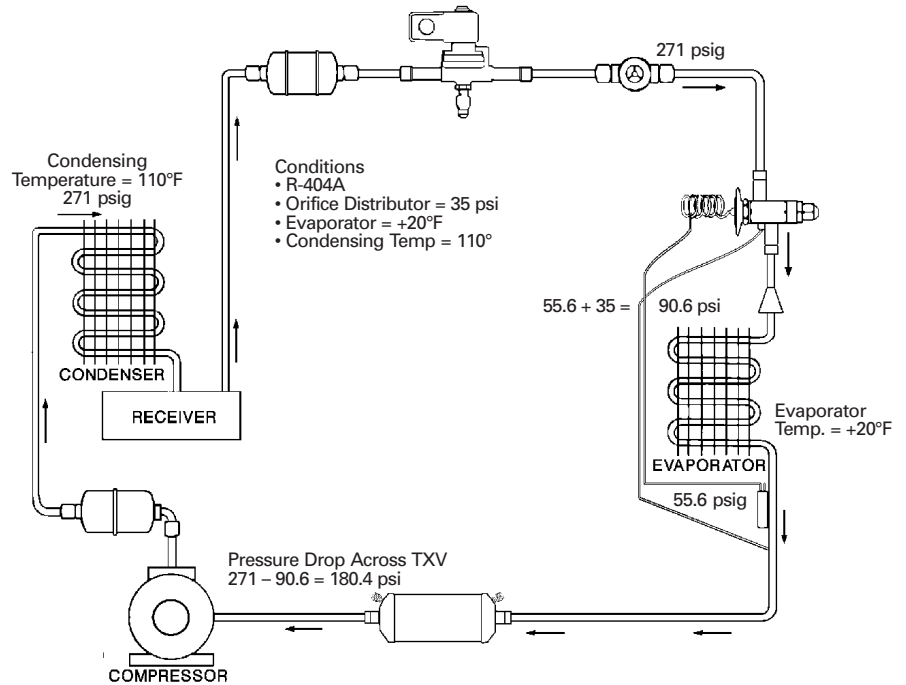 271 psig
Condensing
Temperature = 110°F
271 psig
Conditions
• R-404A
• Orifice Distributor = 35 psi
• Evaporator = +20°F
• Condensing Temp = 110°
55.6 + 35 = 90.6 psi
CONDENSER
RECEIVER
Evaporator
Temp. = +20°F
EVAPORATOR
55.6 psig
Pressure Drop Across TXV
271 – 90.6 = 180.4 psi
COMPRESSOR